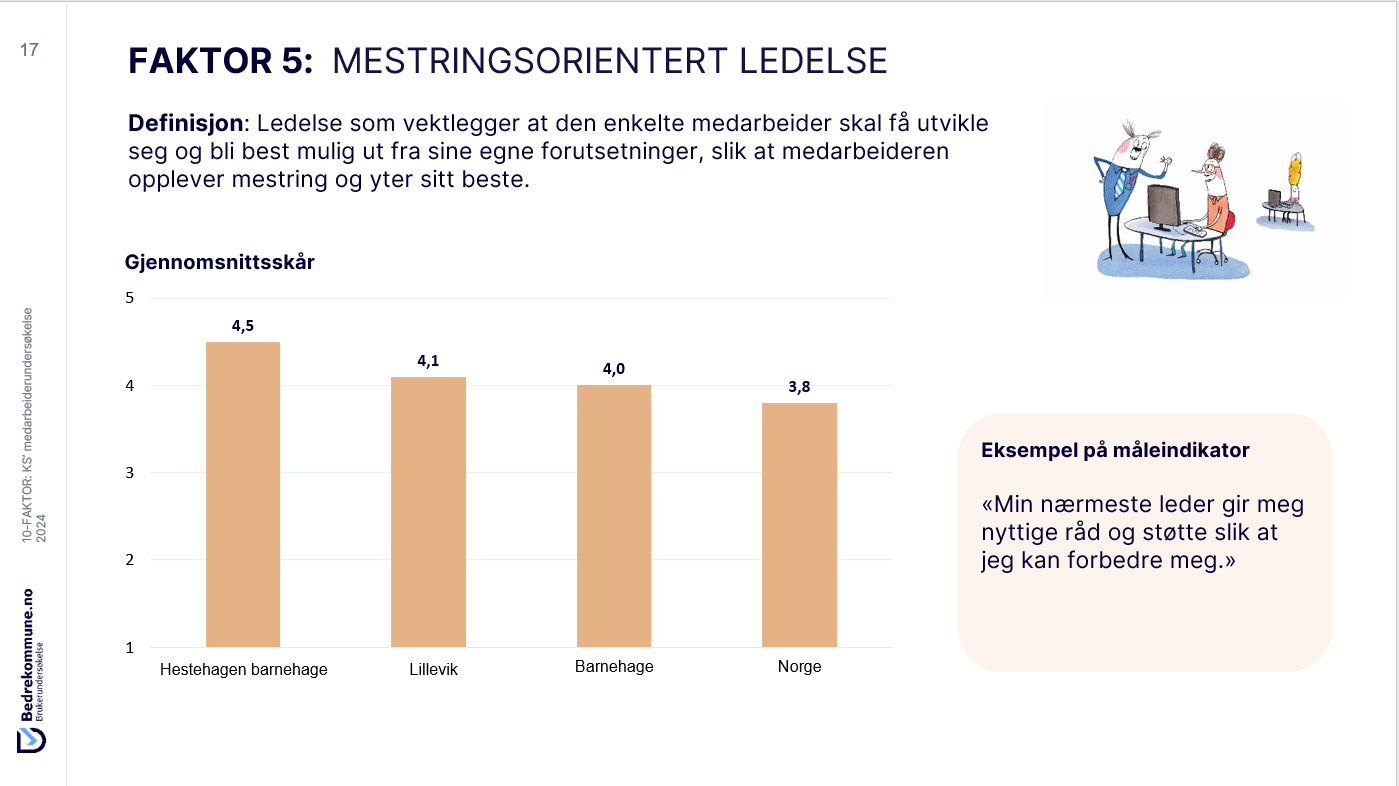 17
FAKTOR 5: MESTRINGSORIENTERT LEDELSE
Definisjon: Ledelse som vektlegger at den enkelte medarbeider skal få utvikle
seg og bli best mulig ut fra sine egne forutsetninger, slik at medarbeideren
opplever mestring og yter sitt beste.
Gjennomsnittsskår
5
4
3
2
1
4,5
4,1
4,0
3,8
Hestehagen barnehage
Lillevik
Barnehage
Norge
Eksempel på måleindikator
«Min nærmeste leder gir meg
nyttige råd og støtte slik at
jeg kan forbedre meg.»
10-FAKTOR: KS' medarbeiderundersøkelse
2024
Bedrekommune.no
Brukerundersøkelse